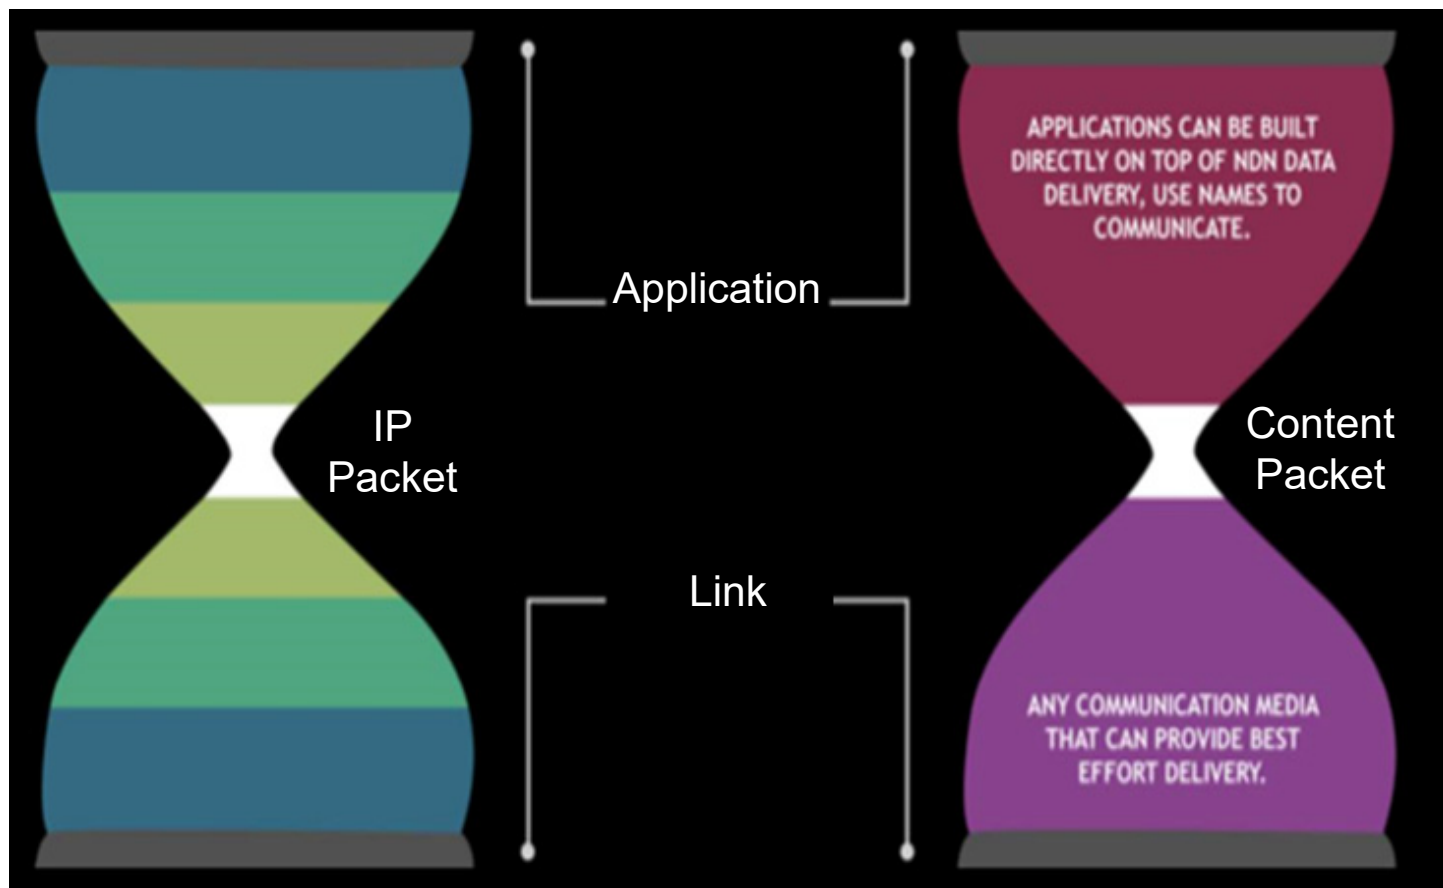 APPLICATIONS CAN BE BUILT
DIRECTLY ON TOP OF NDN DATA
DELIVERY, USE NAMES TO
COMMUNICATE.
Application
IP
Packet
Content
Packet
Link
ANY COMMUNICATION MEDIA
THAT CAN PROVIDE BEST
EFFORT DELIVERY.